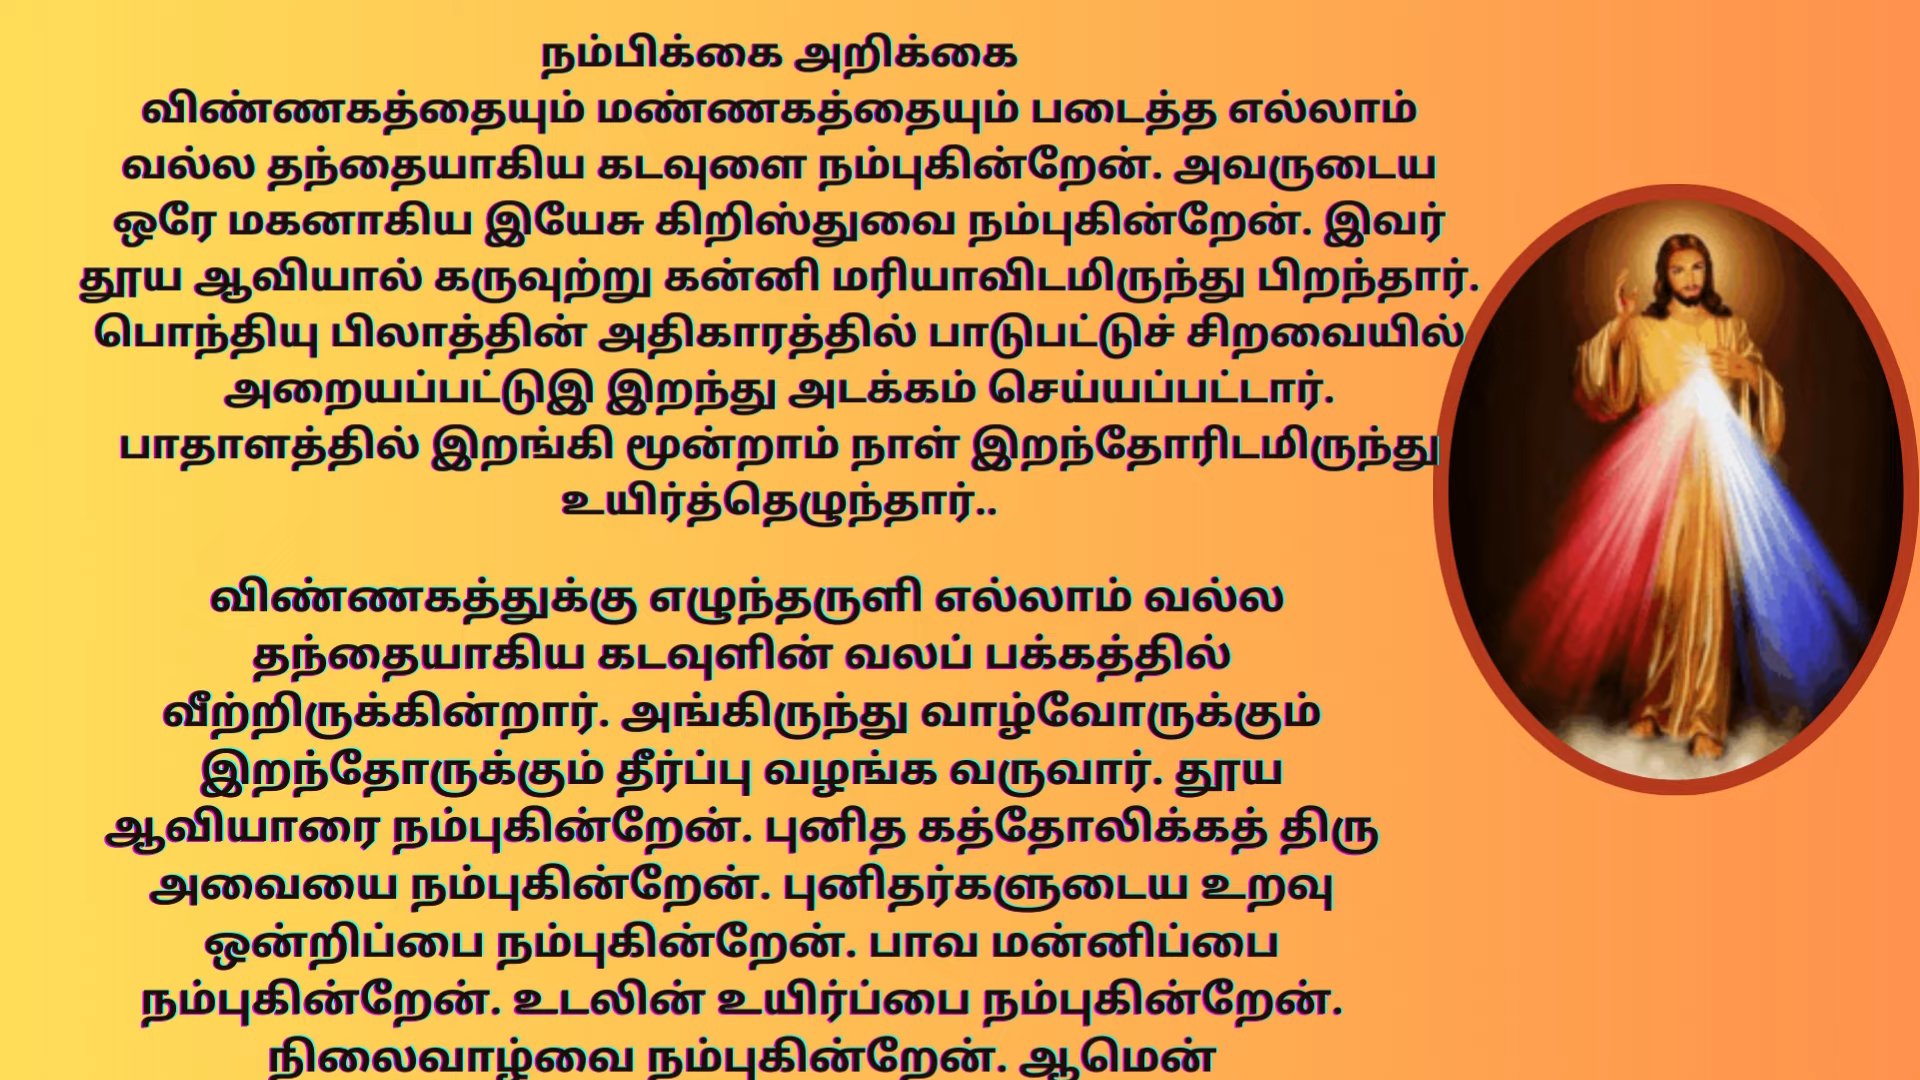 நம்பிக்கை அறிக்கை
விண்ணகத்தையும் மண்ணகத்தையும் படைத்த எல்லாம்
வல்ல தந்தையாகிய கடவுளை நம்புகின்றேன். அவருடைய
ஒரே மகனாகிய இயேசு கிறிஸ்துவை நம்புகின்றேன். இவர்
தூய ஆவியால் கருவுற்று கன்னி மரியாவிடமிருந்து பிறந்தார்.
பொந்தியு பிலாத்தின் அதிகாரத்தில் பாடுபட்டுச் சிறவையில்
அறையப்பட்டுஇ இறந்து அடக்கம் செய்யப்பட்டார்.
பாதாளத்தில் இறங்கி மூன்றாம் நாள் இறந்தோரிடமிருந்து
உயிர்த்தெழுந்தார்..
விண்ணகத்துக்கு எழுந்தருளி எல்லாம் வல்ல
தந்தையாகிய கடவுளின் வலப் பக்கத்தில்
வீற்றிருக்கின்றார். அங்கிருந்து வாழ்வோருக்கும்
இறந்தோருக்கும் தீர்ப்பு வழங்க வருவார். தூய
ஆவியாரை நம்புகின்றேன். புனித கத்தோலிக்கத் திரு
அவையை நம்புகின்றேன். புனிதர்களுடைய உறவு
ஒன்றிப்பை நம்புகின்றேன். பாவ மன்னிப்பை
நம்புகின்றேன். உடலின் உயிர்ப்பை நம்புகின்றேன்.
நிலைவாழ்வை நம்புகின்றேன். ஆமென்